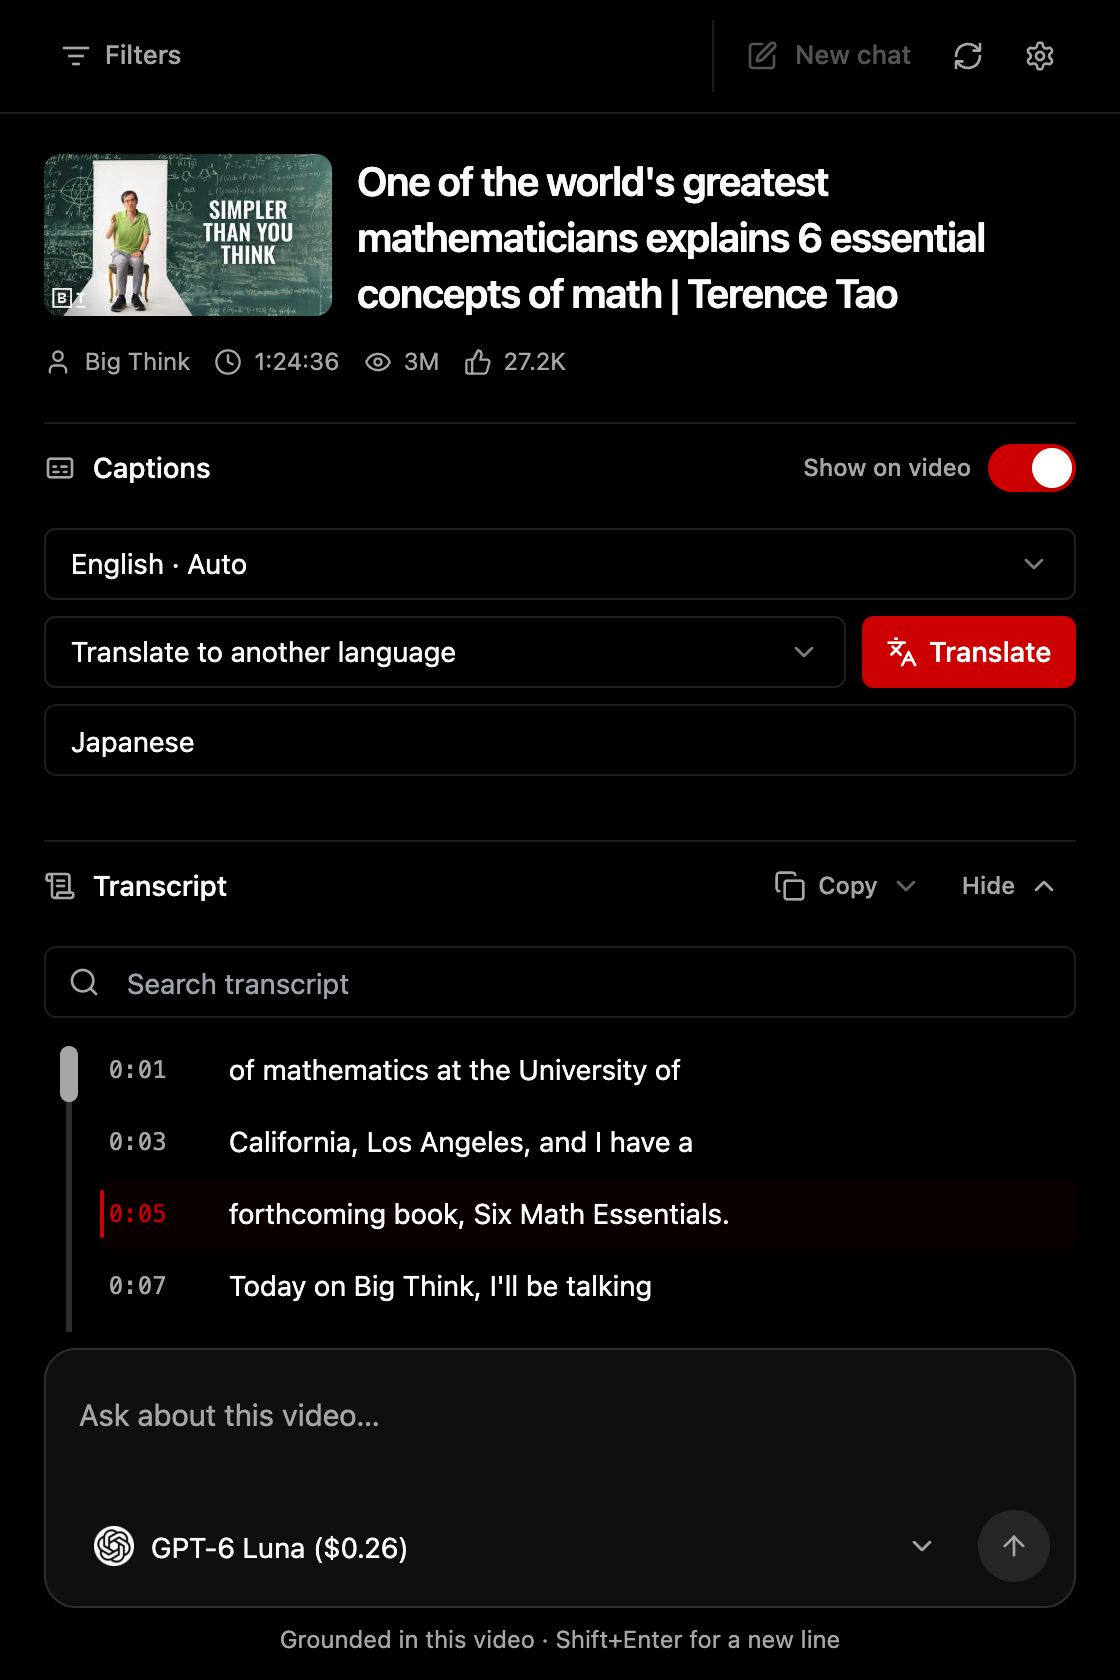 Filters
New chat
SIMPLER
THAN YOU
THINK
B T
One of the world's greatest
mathematicians explains 6 essential
concepts of math | Terence Tao
Big Think
1:24:36
3M
27.2K
Captions
Show on video
English · Auto
Translate to another language
Translate
Japanese
Transcript
Copy
Hide
Search transcript
0:01 of mathematics at the University of
0:03 California, Los Angeles, and I have a
0:05 forthcoming book, Six Math Essentials.
0:07 Today on Big Think, I'll be talking
Ask about this video...
GPT-6 Luna ($0.26)
Grounded in this video · Shift+Enter for a new line